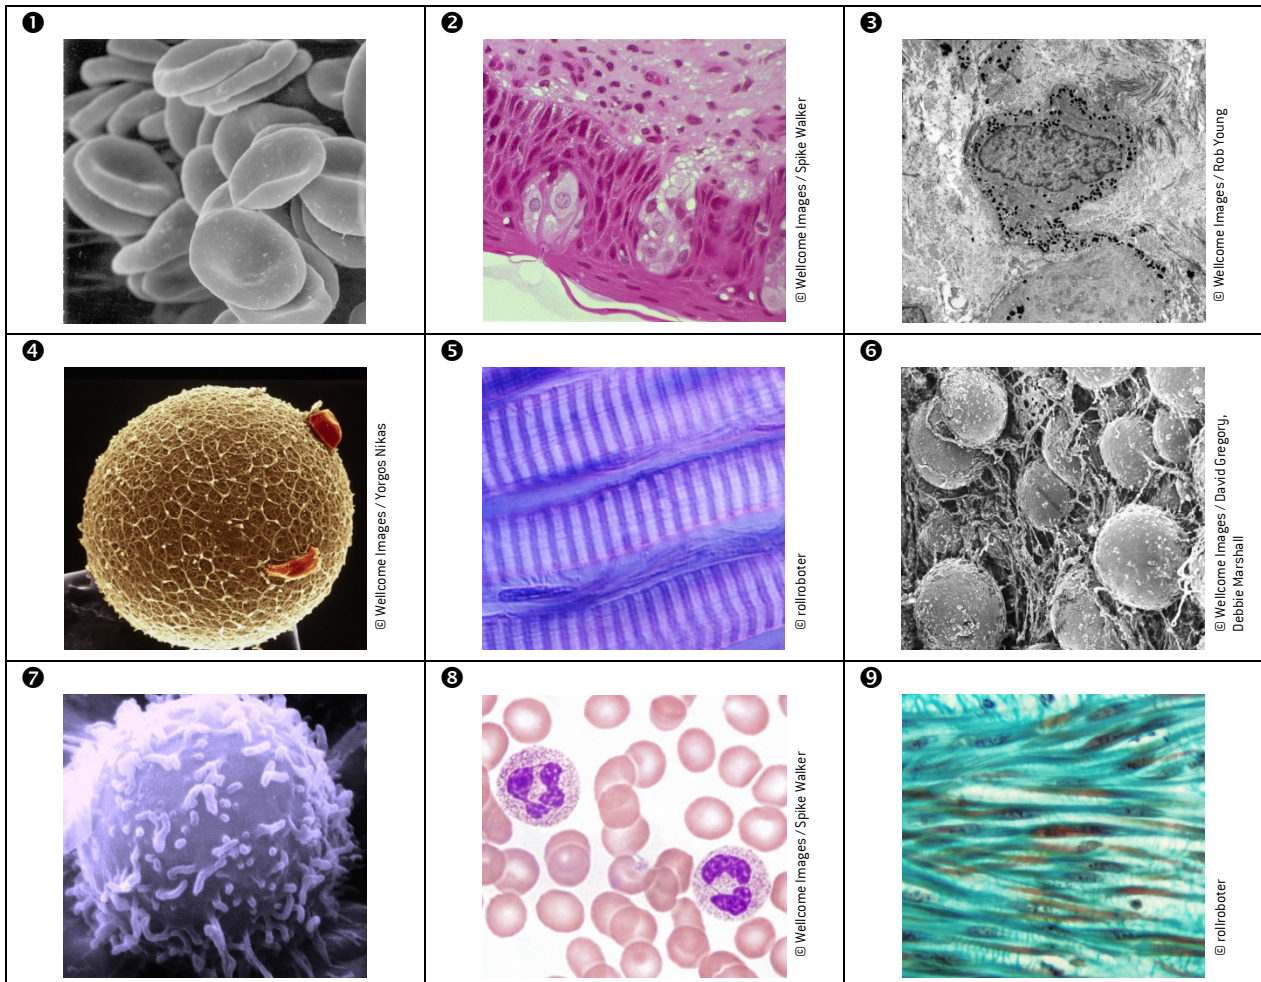 ❶
❷
© Wellcome Images / Spike Walker
❸
© Wellcome Images / Rob Young
❹
© Wellcome Images / Yorgos Nikas
❺
© rollroboter
❻
© Wellcome Images / David Gregory,
Debbie Marshall
❼
❽
© Wellcome Images / Spike Walker
❾
© rollroboter